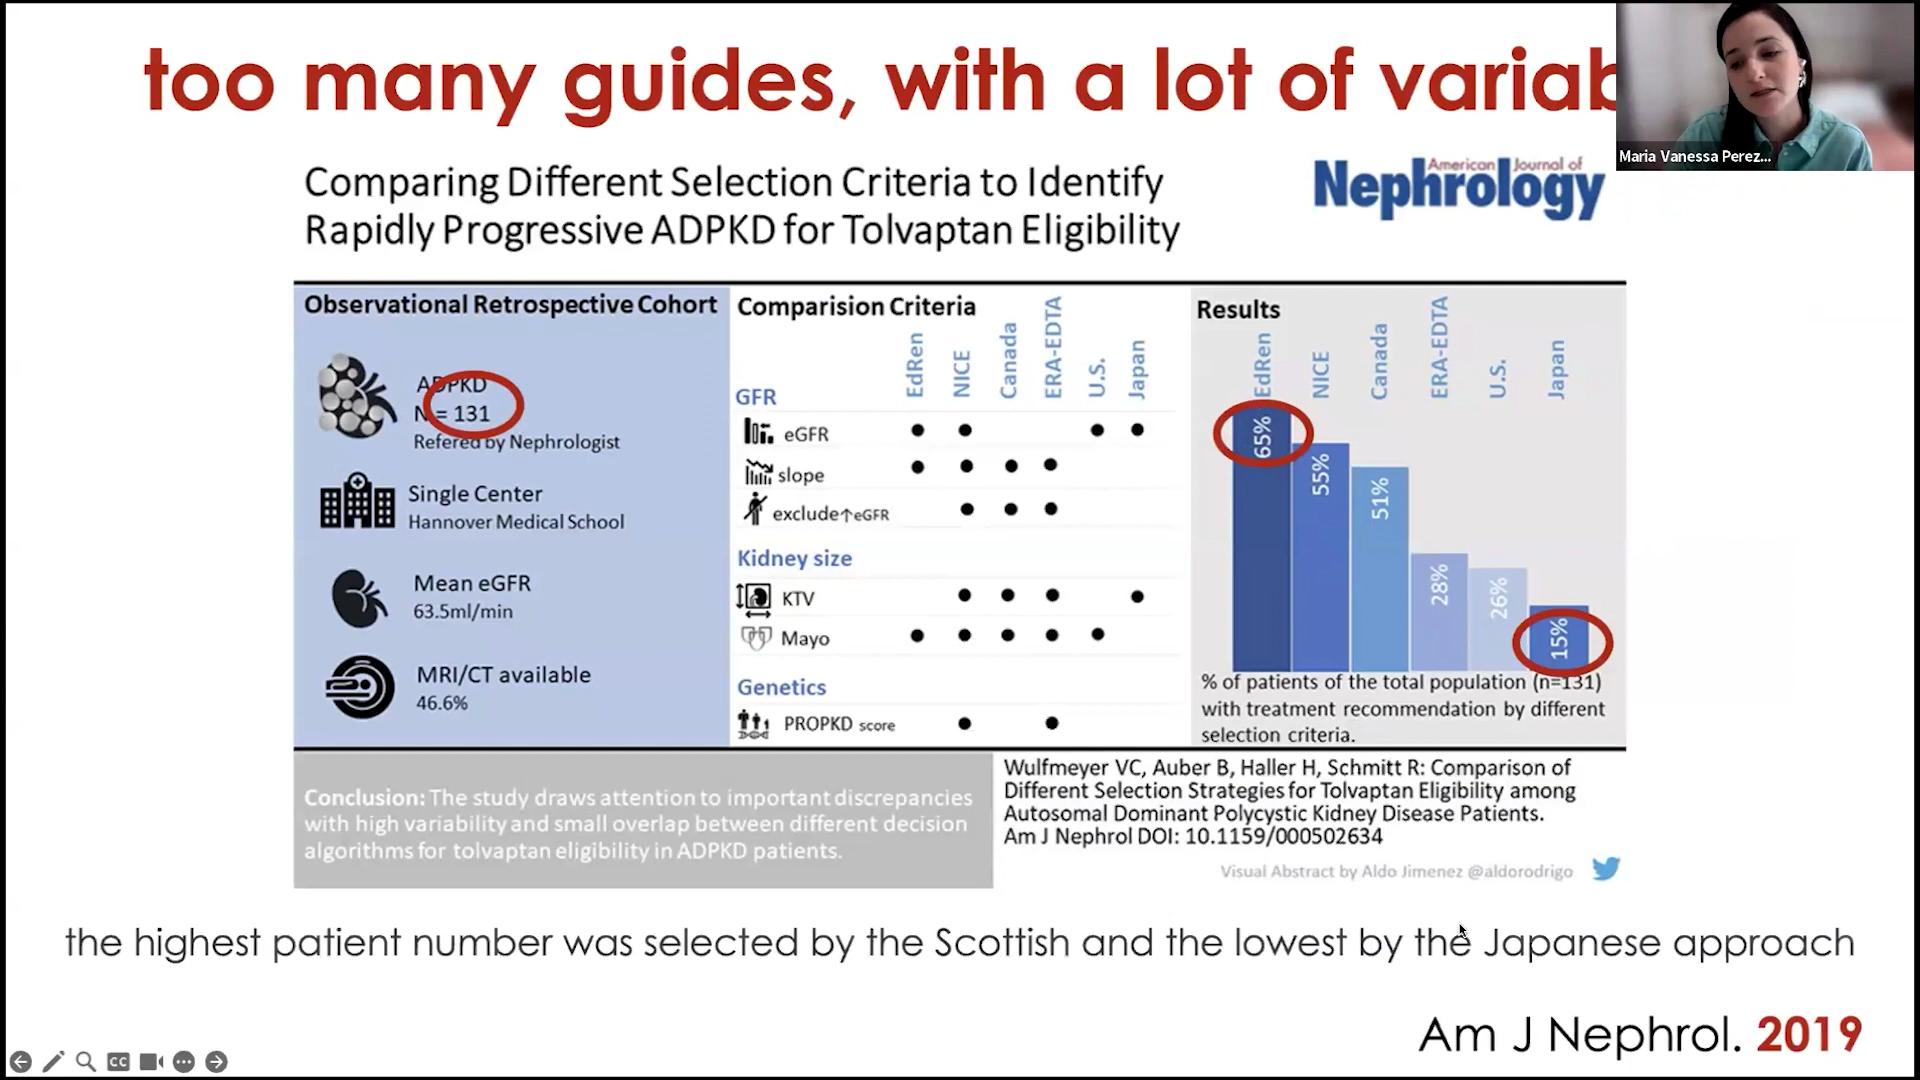 too many guides, with a lot of variab
Maria Vanessa Perez...
Comparing Different Selection Criteria to Identify
Rapidly Progressive ADPKD for Tolvaptan Eligibility
American Journal of
Nephrology
Observational Retrospective Cohort
ADPKD
N = 131
Refered by Nephrologist
Single Center
Hannover Medical School
Mean eGFR
63.5ml/min
MRI/CT available
46.6%
Comparision Criteria
EdRen
NICE
Canada
ERA-EDTA
U.S.
Japan
GFR
eGFR
slope
exclude↑eGFR
Kidney size
KTV
Mayo
Genetics
PROPKD score
Results
EdRen
NICE
Canada
ERA-EDTA
U.S.
Japan
65%
55%
51%
28%
26%
15%
% of patients of the total population (n=131)
with treatment recommendation by different
selection criteria.
Conclusion: The study draws attention to important discrepancies
with high variability and small overlap between different decision
algorithms for tolvaptan eligibility in ADPKD patients.
Wulfmeyer VC, Auber B, Haller H, Schmitt R: Comparison of
Different Selection Strategies for Tolvaptan Eligibility among
Autosomal Dominant Polycystic Kidney Disease Patients.
Am J Nephrol DOI: 10.1159/000502634
Visual Abstract by Aldo Jimenez @aldorodrigo
the highest patient number was selected by the Scottish and the lowest by the Japanese approach
Am J Nephrol. 2019
CC